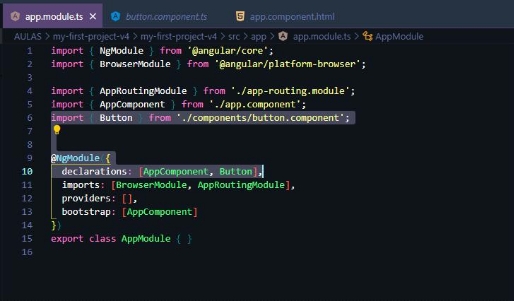 app.module.ts X button.component.ts app.component.html
AULAS > my-first-project-v4 > my-first-project-v4 > src > app > app.module.ts > AppModule
1 import { NgModule } from '@angular/core';
2 import { BrowserModule } from '@angular/platform-browser';
3
4 import { AppRoutingModule } from './app-routing.module';
5 import { AppComponent } from './app.component';
6 import { Button } from './components/button.component';
7
8
9 @NgModule {
10 declarations: [AppComponent, Button],
11 imports: [BrowserModule, AppRoutingModule],
12 providers: [],
13 bootstrap: [AppComponent]
14 })
15 export class AppModule { }
16